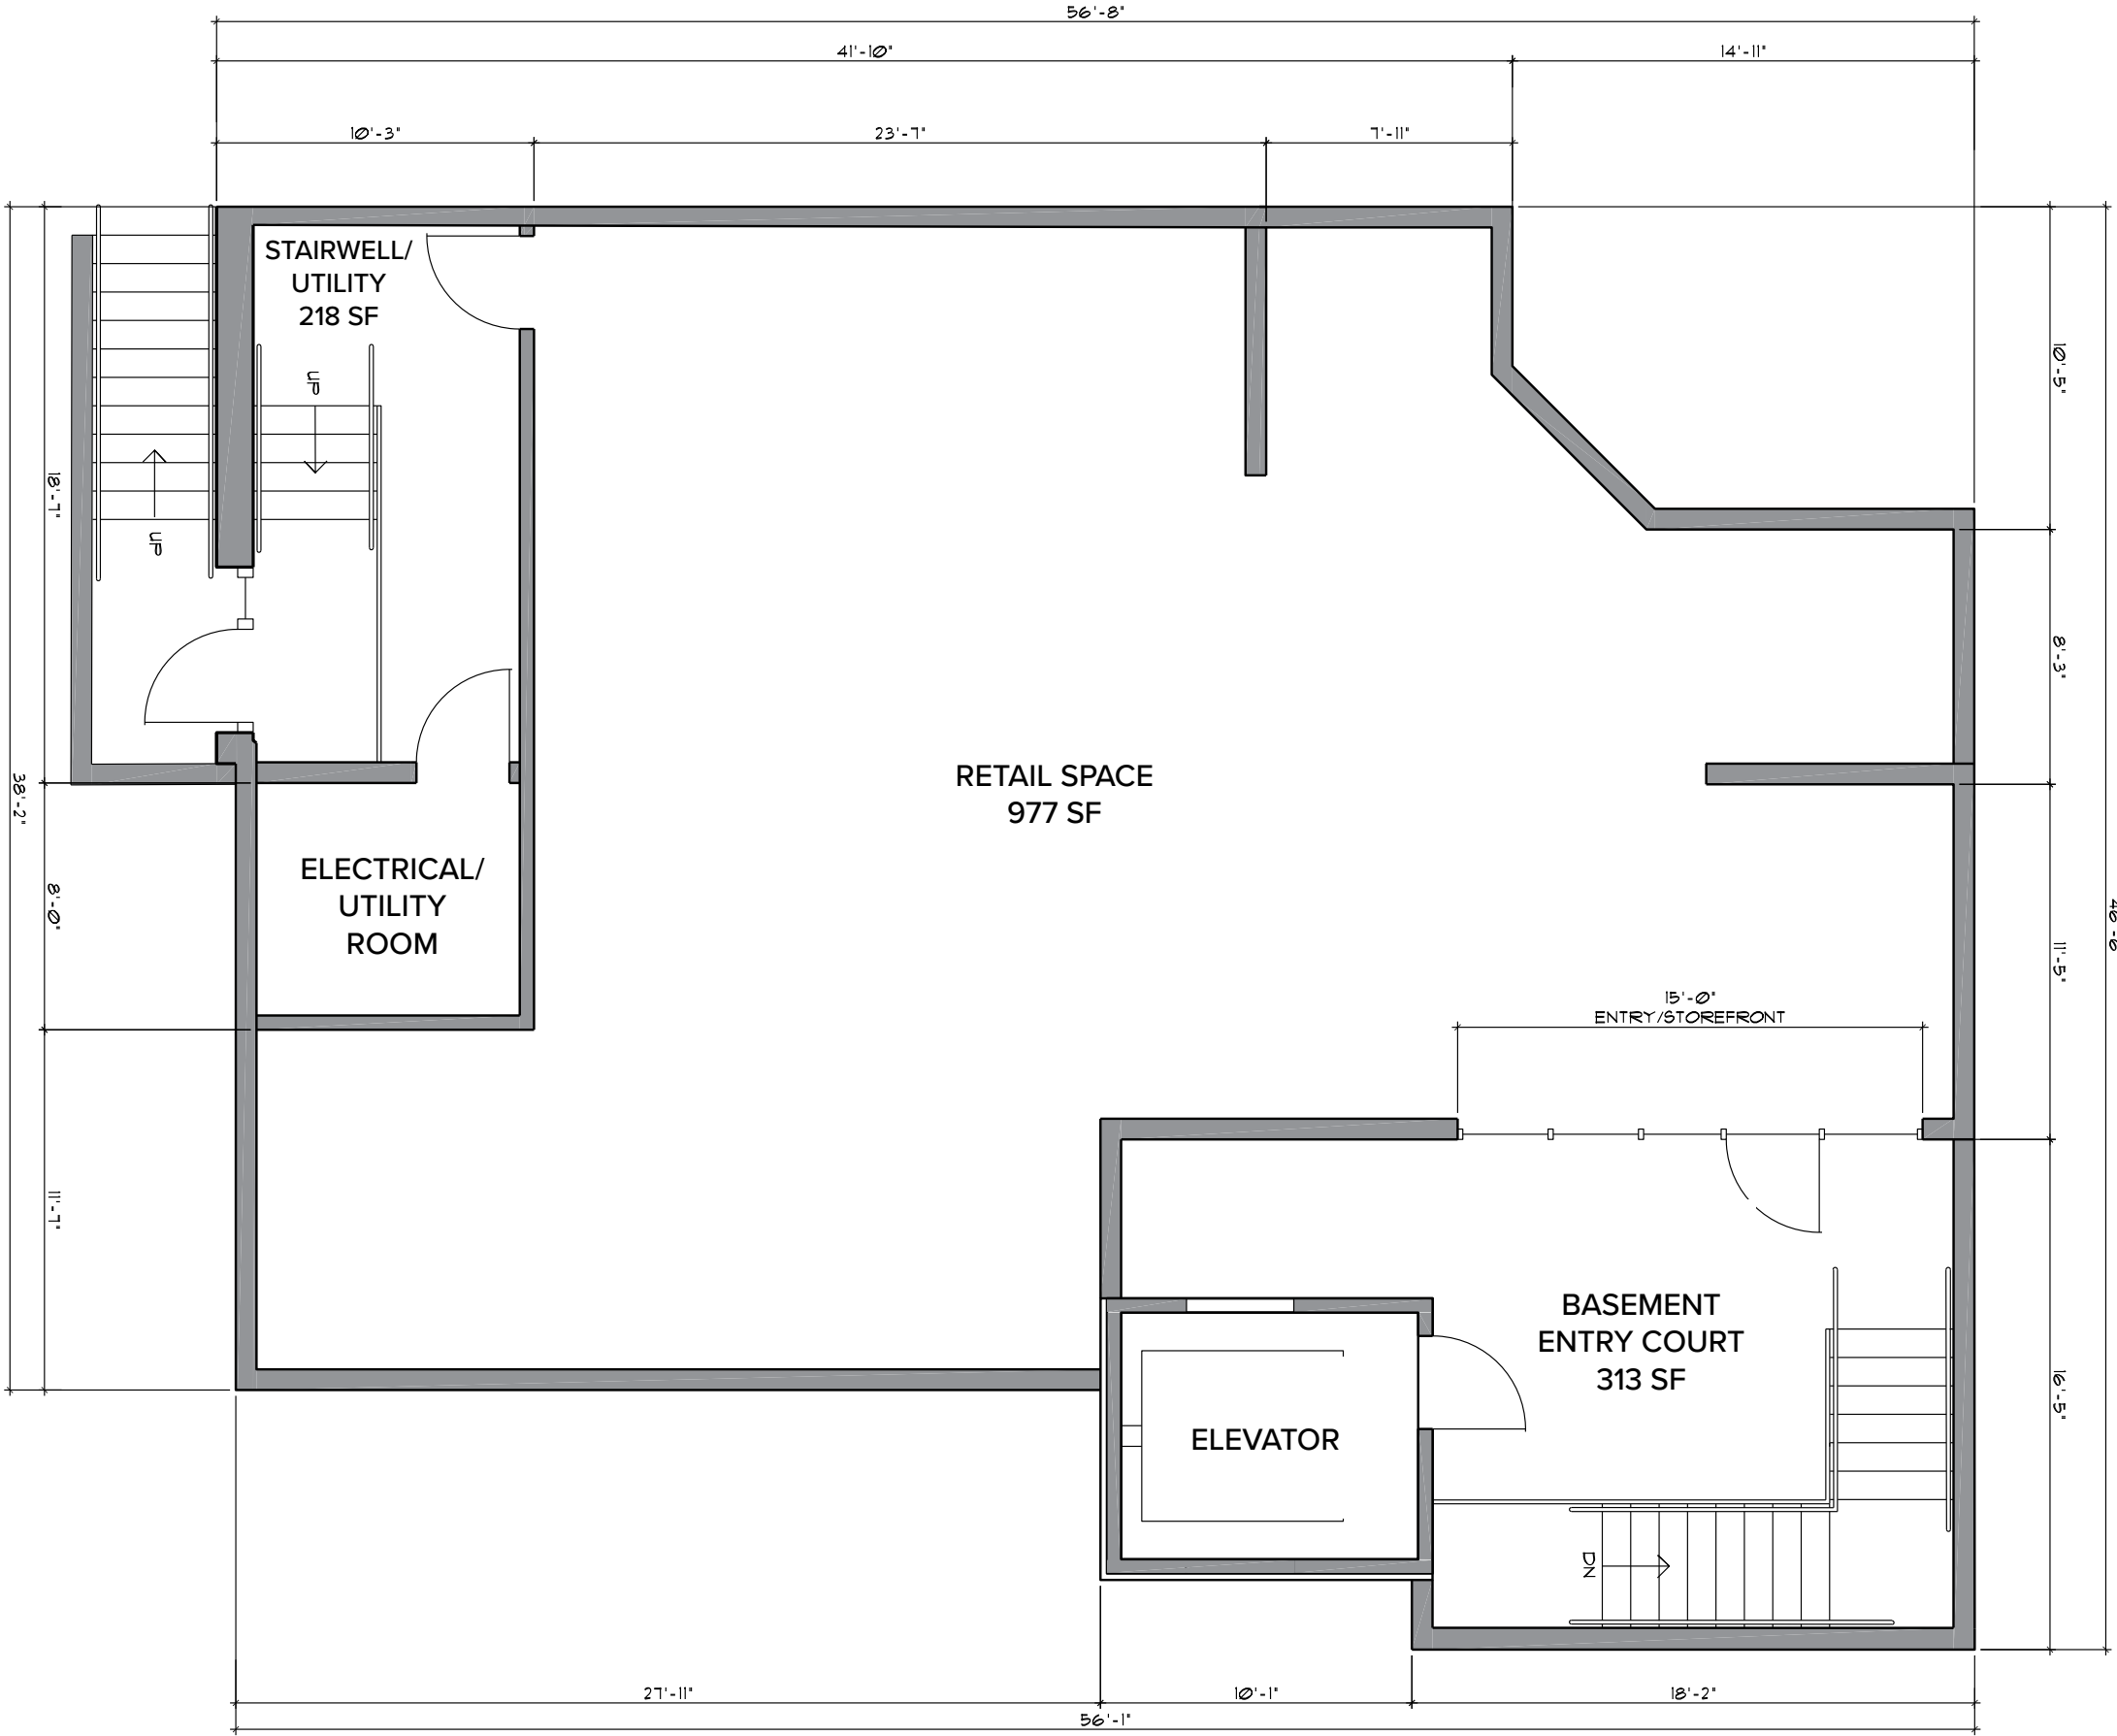 56'-8"
41'-10"
14'-11"
10'-3"
23'-7"
7'-11"
STAIRWELL/
UTILITY
218 SF
UP
UP
18'-7"
10'-5"
8'-3"
38'-2"
RETAIL SPACE
977 SF
ELECTRICAL/
UTILITY
ROOM
8'-0"
11'-5"
15'-0"
ENTRY/STOREFRONT
11'-7"
BASEMENT
ENTRY COURT
313 SF
16'-5"
ELEVATOR
DN
27'-11"
10'-1"
18'-2"
56'-1"